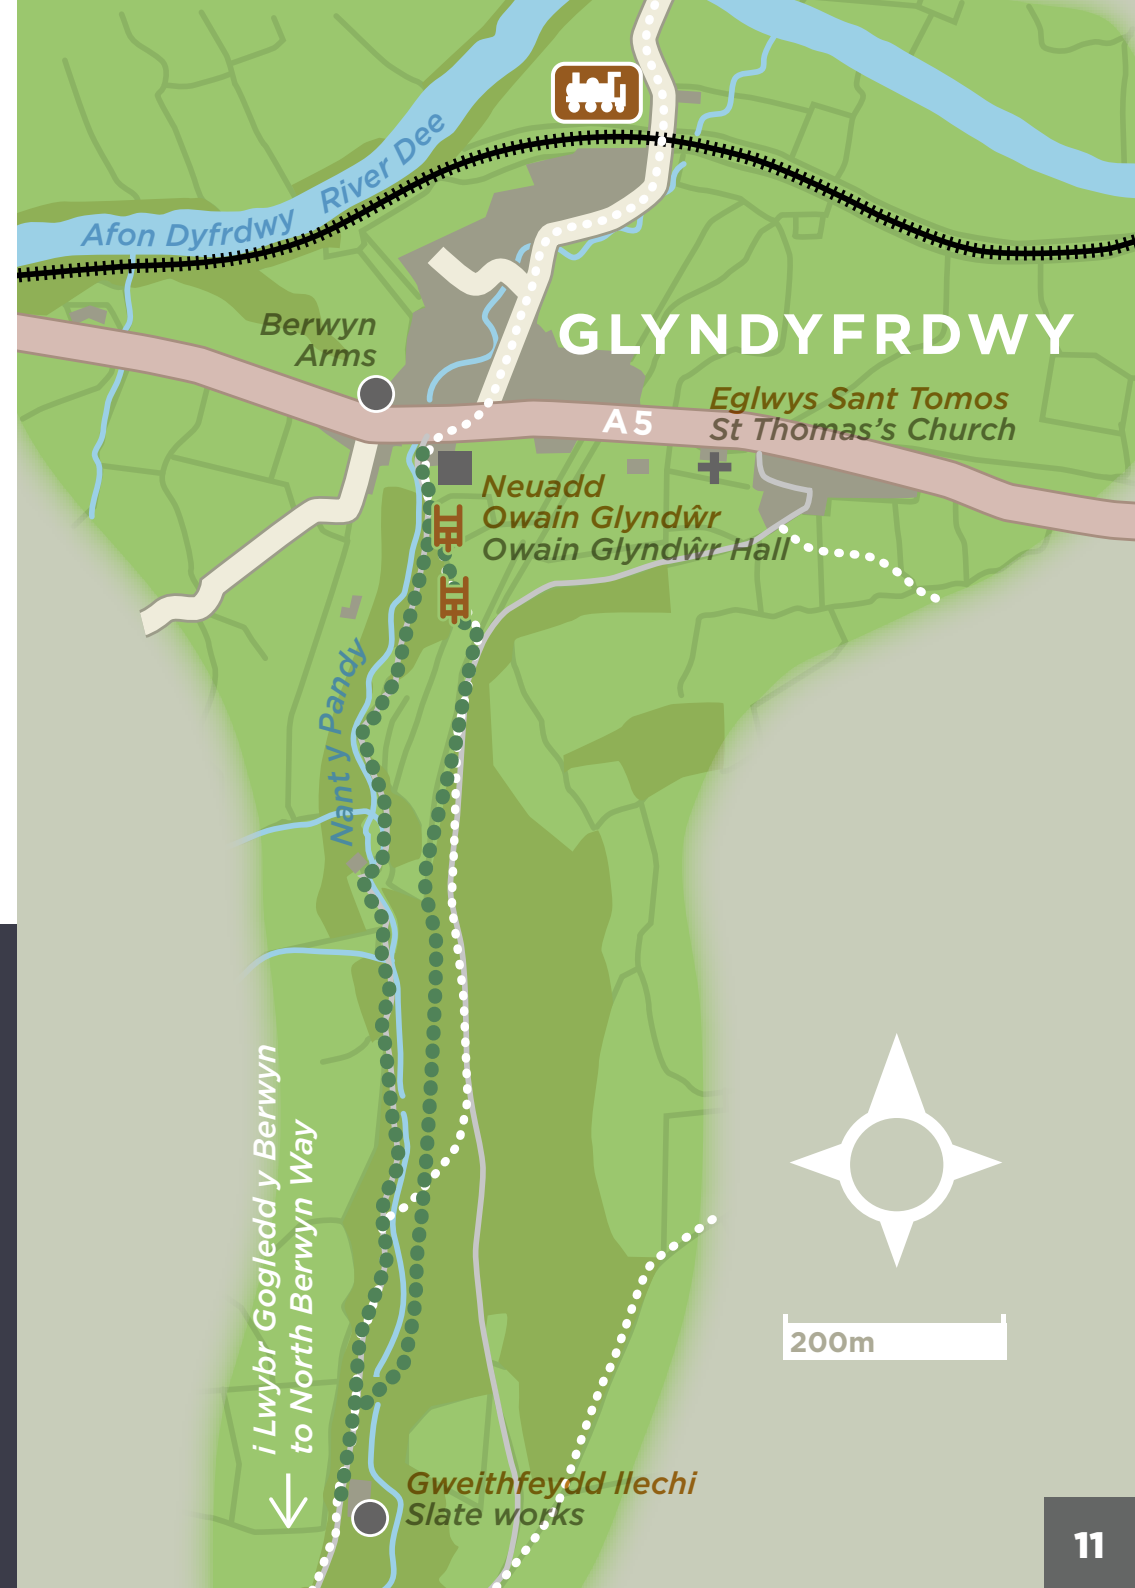 Afon Dyfrdwy River Dee
Berwyn
Arms
GLYNDYFRDWY
A5
Eglwys Sant Tomos
St Thomas's Church
Neuadd
Owain Glyndŵr
Owain Glyndŵr Hall
Nant y Pandy
i Lwybr Gogledd y Berwyn
to North Berwyn Way
200m
Gweithfeydd llechi
Slate works
11